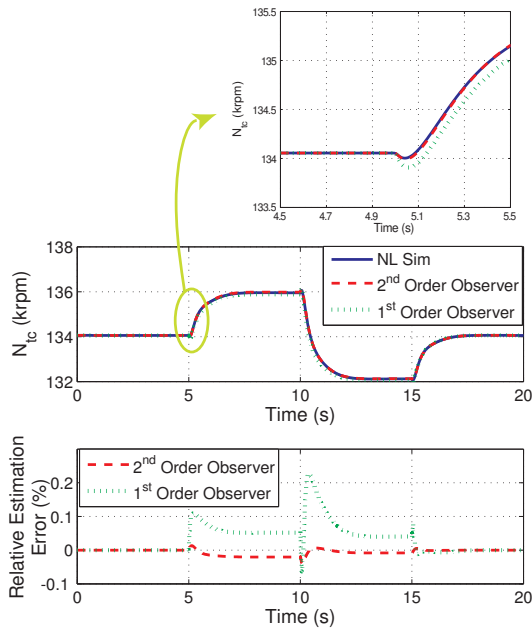 135.5
135
134.5
134
133.5
N_tc (krpm)
4.5 4.7 4.9 5.1 5.3 5.5
Time (s)
138
136
134
132
N_tc (krpm)
NL Sim
2nd Order Observer
1st Order Observer
0 5 10 15 20
Time (s)
0.3
0.2
0.1
0
-0.1
Relative Estimation
Error (%)
2nd Order Observer
1st Order Observer
0 5 10 15 20
Time (s)